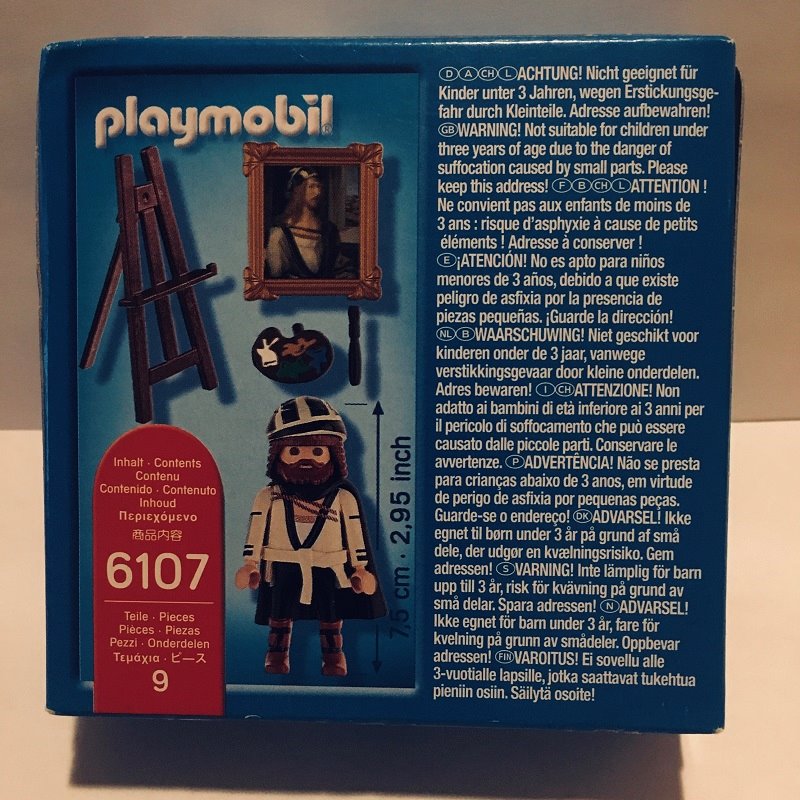 playmobil®
7,5 cm · 2,95 inch
Inhalt · Contents
Contenu
Contenido · Contenuto
Inhoud
Περιεχόμενο
商品内容
6107
Teile · Pieces
Pièces · Piezas
Pezzi · Onderdelen
Τεμάχια · ピース
9
D A CH L ACHTUNG! Nicht geeignet für
Kinder unter 3 Jahren, wegen Erstickungsge-
fahr durch Kleinteile. Adresse aufbewahren!
GB WARNING! Not suitable for children under
three years of age due to the danger of
suffocation caused by small parts. Please
keep this address! F B CH L ATTENTION !
Ne convient pas aux enfants de moins de
3 ans : risque d'asphyxie à cause de petits
éléments ! Adresse à conserver !
E ¡ATENCIÓN! No es apto para niños
menores de 3 años, debido a que existe
peligro de asfixia por la presencia de
piezas pequeñas. ¡Guarde la dirección!
NL B WAARSCHUWING! Niet geschikt voor
kinderen onder de 3 jaar, vanwege
verstikkingsgevaar door kleine onderdelen.
Adres bewaren! I CH ATTENZIONE! Non
adatto ai bambini di età inferiore ai 3 anni per
il pericolo di soffocamento che può essere
causato dalle piccole parti. Conservare le
avvertenze. P ADVERTÊNCIA! Não se presta
para crianças abaixo de 3 anos, em virtude
de perigo de asfixia por pequenas peças.
Guarde-se o endereço! DK ADVARSEL! Ikke
egnet til børn under 3 år på grund af små
dele, der udgør en kvælningsrisiko. Gem
adressen! S VARNING! Inte lämplig för barn
upp till 3 år, risk för kvävning på grund av
små delar. Spara adressen! N ADVARSEL!
Ikke egnet for barn under 3 år, fare for
kvelning på grunn av smådeler. Oppbevar
adressen! FIN VAROITUS! Ei sovellu alle
3-vuotialle lapsille, jotka saattavat tukehtua
pieniin osiin. Säilytä osoite!